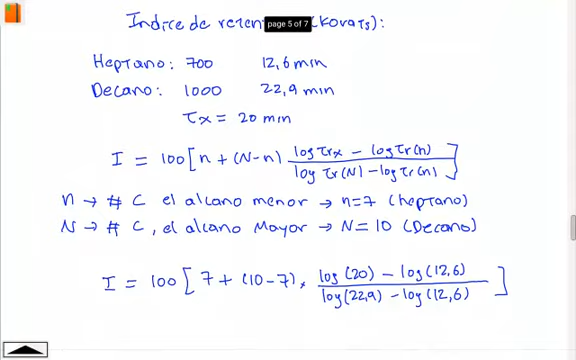 Indice de reten page 5 of 7 (Kovats):
Heptano: 700 12,6 min
Decano: 1000 22,9 min
τx = 20 min
I = 100 [ n + (N-n) (log τrx - log τr(n)) / (log τr(N) - log τr(n)) ]
n → # C el alcano menor → n=7 (Heptano)
N → # C, el alcano Mayor → N=10 (Decano)
I = 100 [ 7 + (10-7) * (log(20) - log(12,6)) / (log(22,9) - log(12,6)) ]